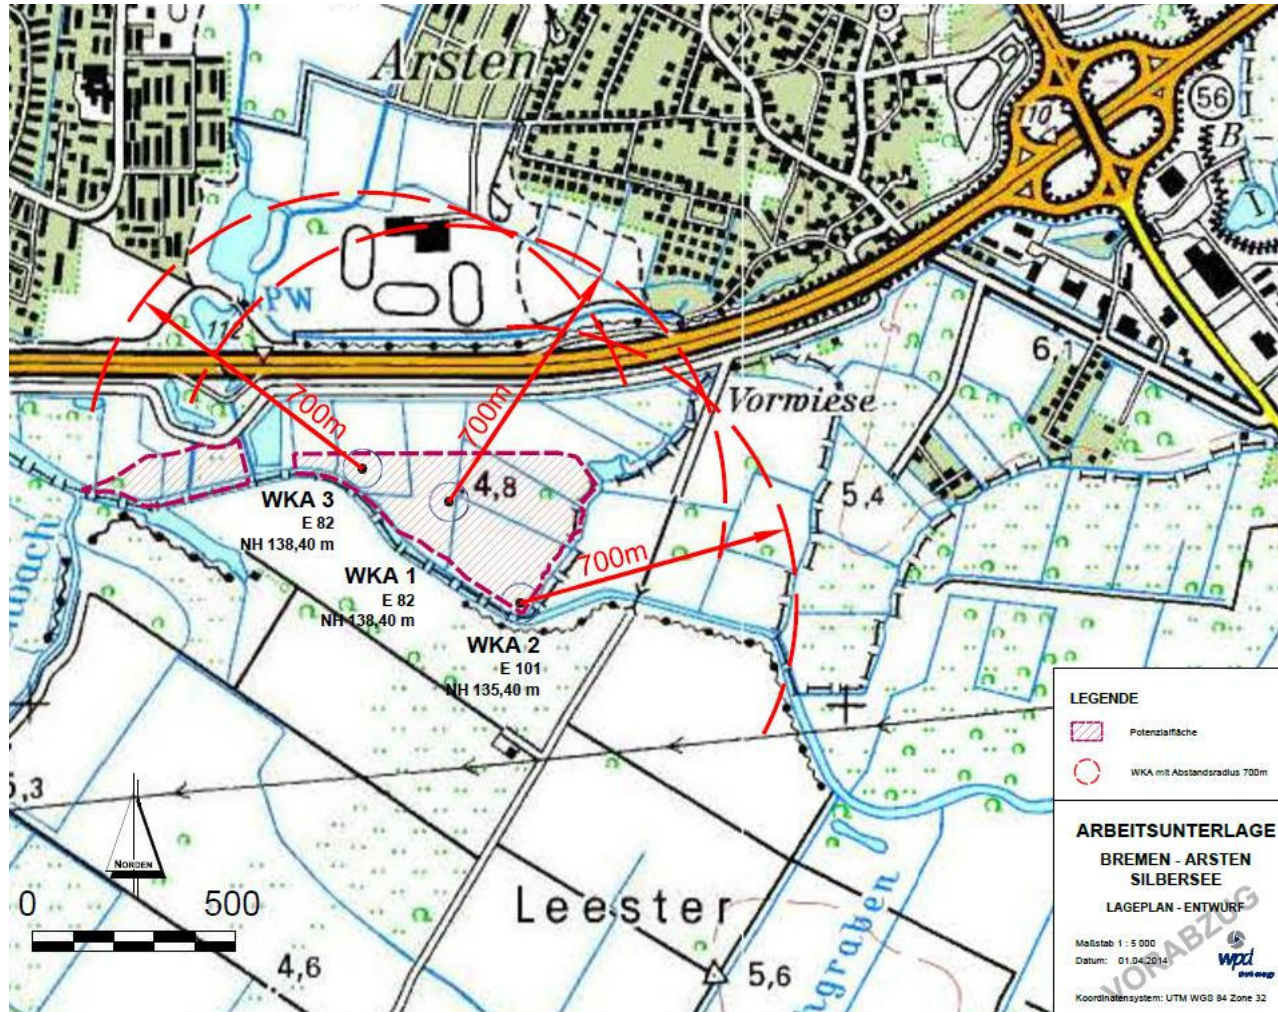 Arsten
56
110
B
PW
112
6,1
Vorwiese
700m
700m
4,8
5,4
WKA 3
E 82
NH 138,40 m
700m
WKA 1
E 82
NH 138,40 m
WKA 2
E 101
NH 135,40 m
5,3
NORDEN
0 500
Leester
4,6
5,6
ngraben
LEGENDE
Potenzialfläche
WKA mit Abstandsradius 700m
ARBEITSUNTERLAGE
BREMEN - ARSTEN
SILBERSEE
LAGEPLAN - ENTWURF
VORABZUG
Maßstab 1 : 5 000
Datum: 01.04.2014
wpd
Koordinatensystem: UTM WGS 84 Zone 32